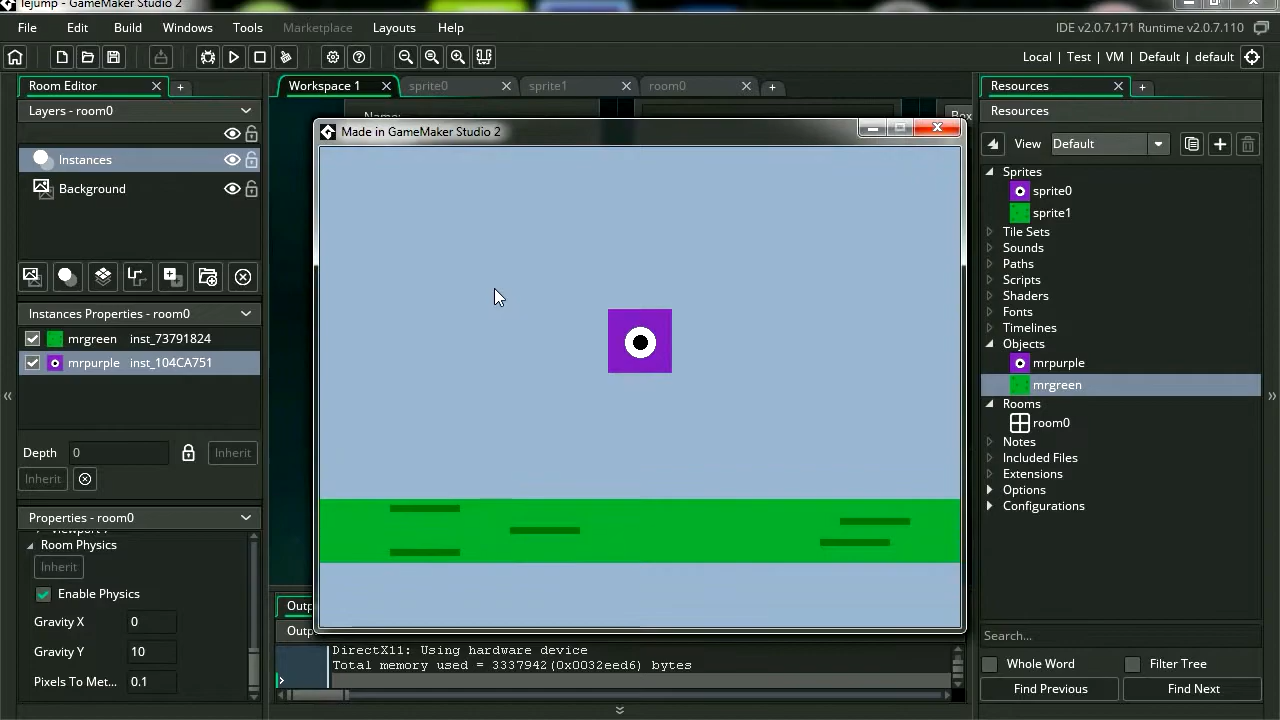 Tejump - GameMaker Studio 2
File Edit Build Windows Tools Marketplace Layouts Help
IDE v2.0.7.171 Runtime v2.0.7.110
Local | Test | VM | Default | default
Room Editor
Layers - room0
Instances
Background
Instances Properties - room0
mrgreen inst_73791824
mrpurple inst_104CA751
Depth 0 Inherit
Inherit
Properties - room0
Room Physics
Inherit
Enable Physics
Gravity X 0
Gravity Y 10
Pixels To Met... 0.1
Workspace 1 sprite0 sprite1 room0
Name:
Made in GameMaker Studio 2
Outp
Outp
DirectX11: Using hardware device
Total memory used = 3337942(0x0032eed6) bytes
Resources
Resources
View Default
Sprites
sprite0
sprite1
Tile Sets
Sounds
Paths
Scripts
Shaders
Fonts
Timelines
Objects
mrpurple
mrgreen
Rooms
room0
Notes
Included Files
Extensions
Options
Configurations
Search...
Whole Word Filter Tree
Find Previous Find Next